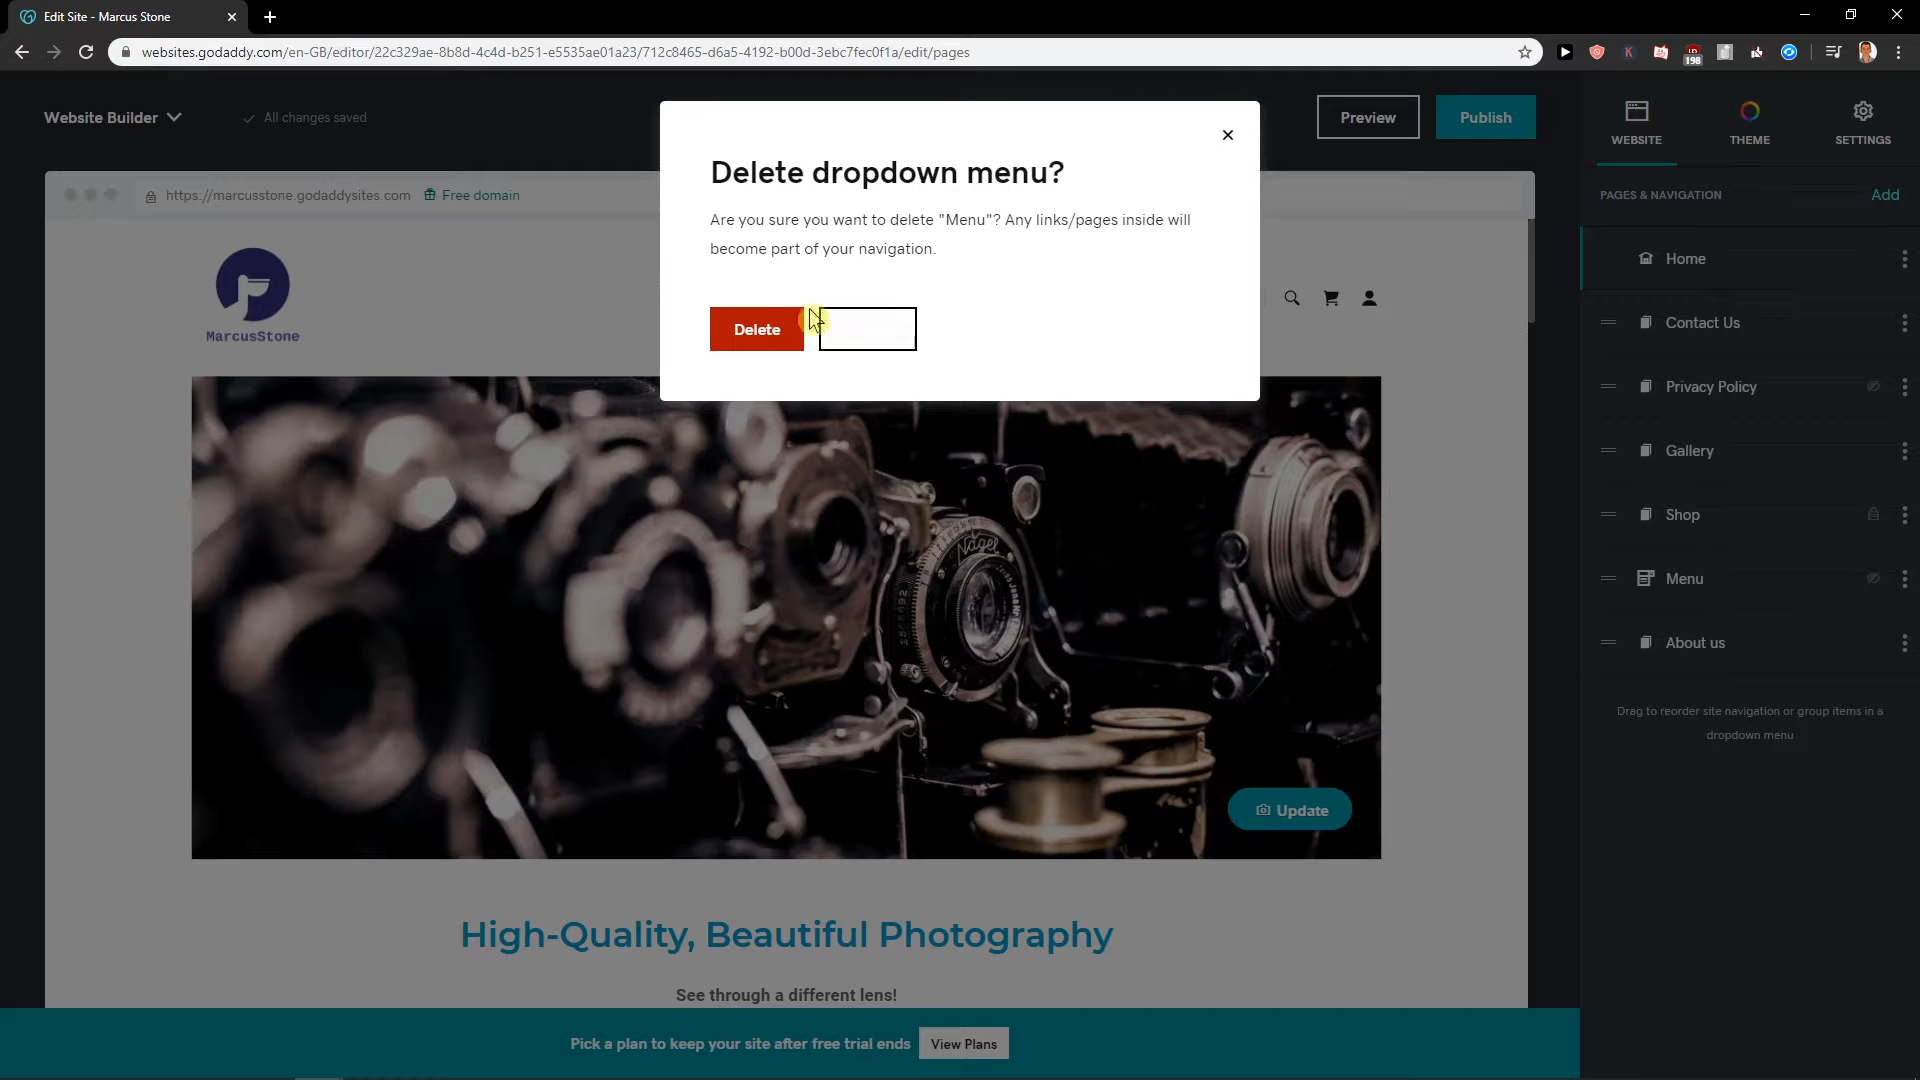 Edit Site - Marcus Stone
websites.godaddy.com/en-GB/editor/22c329ae-8b8d-4c4d-b251-e5535ae01a23/712c8465-d6a5-4192-b00d-3ebc7fec0f1a/edit/pages
K
198
Website Builder
All changes saved
Preview
Publish
WEBSITE
THEME
SETTINGS
https://marcusstone.godaddysites.com
Free domain
PAGES & NAVIGATION
Add
Delete dropdown menu?
Are you sure you want to delete "Menu"? Any links/pages inside will
become part of your navigation.
Delete
MarcusStone
Home
Contact Us
Privacy Policy
Gallery
Shop
Menu
About us
Drag to reorder site navigation or group items in a
dropdown menu
Nagel
Update
High-Quality, Beautiful Photography
See through a different lens!
Pick a plan to keep your site after free trial ends
View Plans